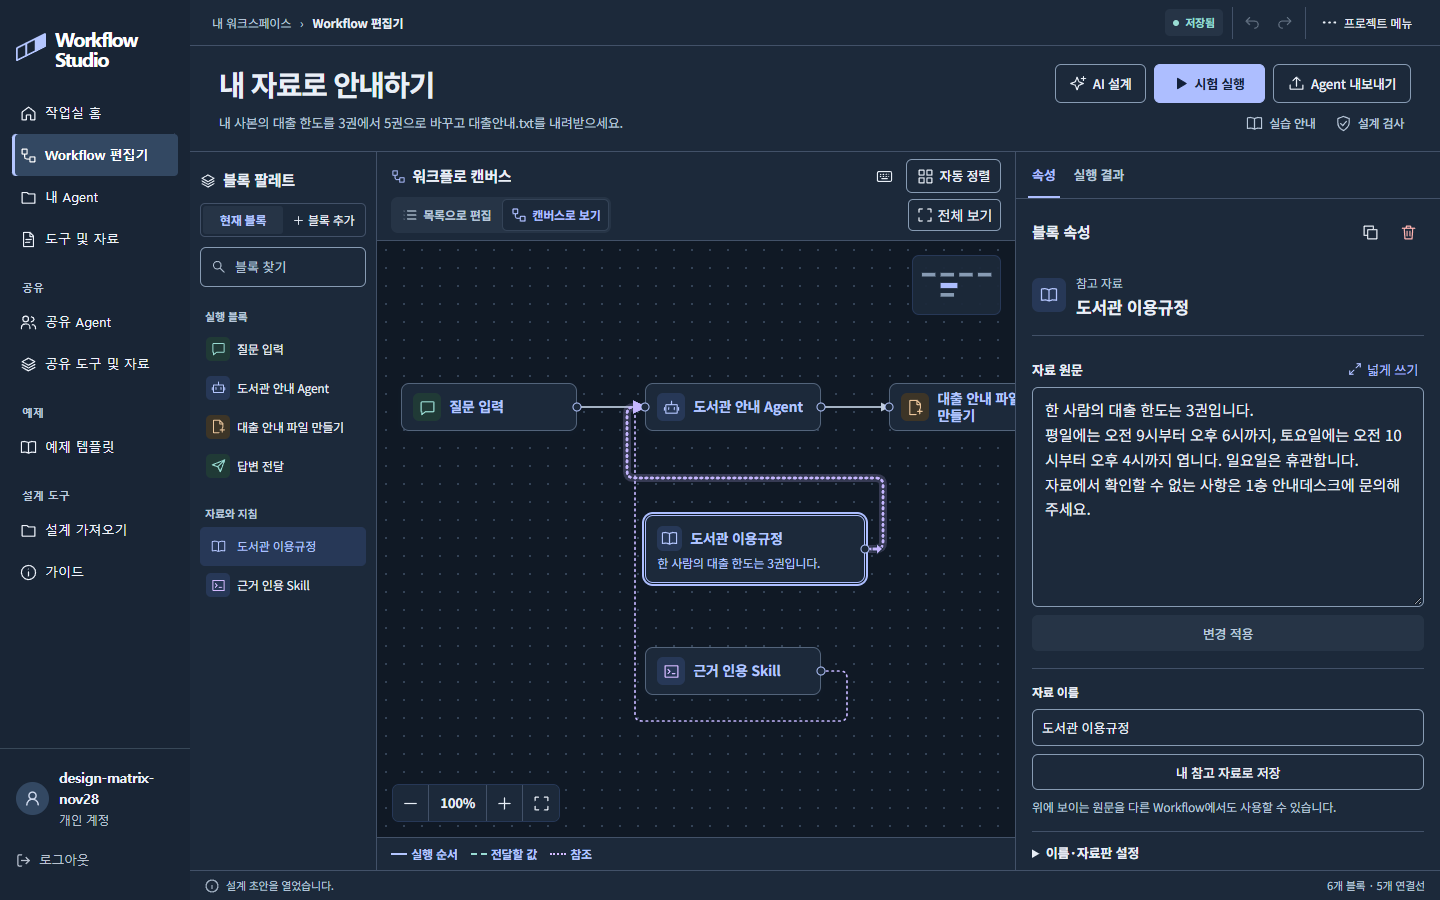 Workflow
Studio
작업실 홈
Workflow 편집기
내 Agent
도구 및 자료
공유
공유 Agent
공유 도구 및 자료
예제
예제 템플릿
설계 도구
설계 가져오기
가이드
design-matrix-
nov28
개인 계정
로그아웃
내 워크스페이스 › Workflow 편집기
저장됨
프로젝트 메뉴
내 자료로 안내하기
내 사본의 대출 한도를 3권에서 5권으로 바꾸고 대출안내.txt를 내려받으세요.
AI 설계
시험 실행
Agent 내보내기
실습 안내
설계 검사
블록 팔레트
현재 블록
블록 추가
블록 찾기
실행 블록
질문 입력
도서관 안내 Agent
대출 안내 파일 만들기
답변 전달
자료와 지침
도서관 이용규정
근거 인용 Skill
워크플로 캔버스
자동 정렬
목록으로 편집
캔버스로 보기
전체 보기
질문 입력
도서관 안내 Agent
대출 안내 파일
만들기
도서관 이용규정
한 사람의 대출 한도는 3권입니다.
근거 인용 Skill
100%
실행 순서
전달할 값
참조
속성
실행 결과
블록 속성
참고 자료
도서관 이용규정
자료 원문
넓게 쓰기
한 사람의 대출 한도는 3권입니다.
평일에는 오전 9시부터 오후 6시까지, 토요일에는 오전 10
시부터 오후 4시까지 엽니다. 일요일은 휴관합니다.
자료에서 확인할 수 없는 사항은 1층 안내데스크에 문의해
주세요.
변경 적용
자료 이름
도서관 이용규정
내 참고 자료로 저장
위에 보이는 원문을 다른 Workflow에서도 사용할 수 있습니다.
이름·자료판 설정
설계 초안을 열었습니다.
6개 블록 · 5개 연결선